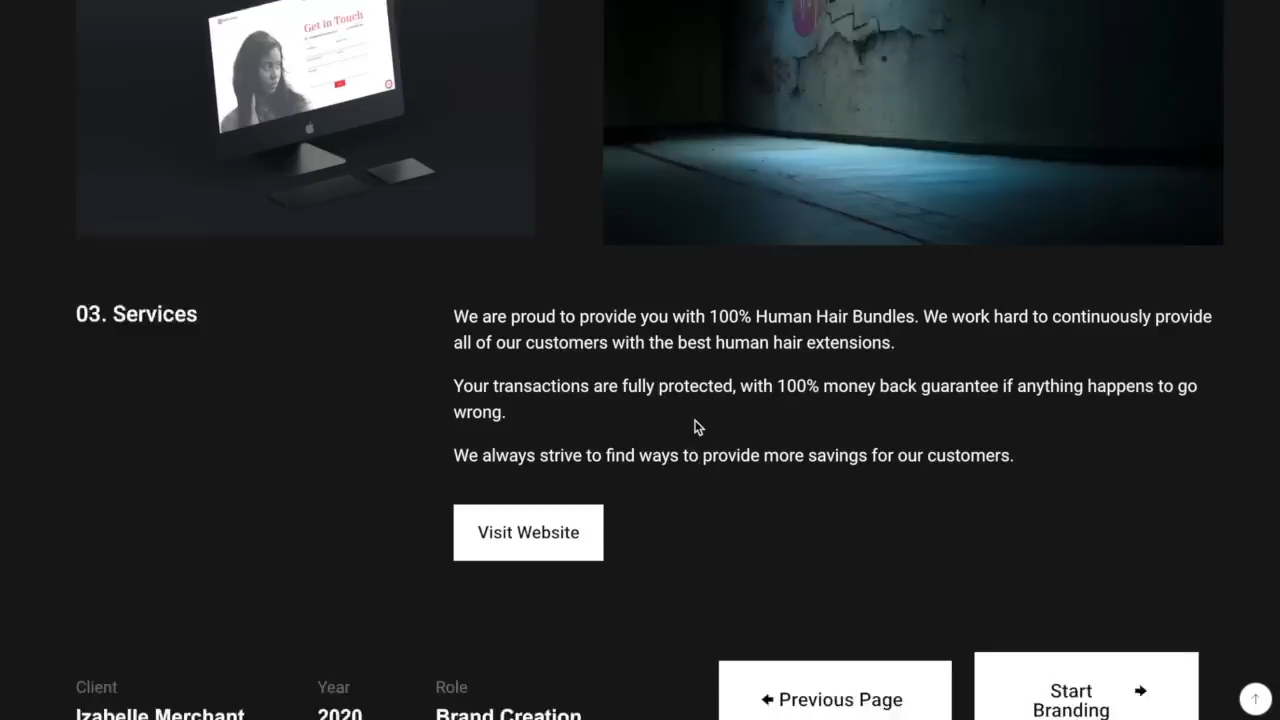 Get in Touch
03. Services
We are proud to provide you with 100% Human Hair Bundles. We work hard to continuously provide
all of our customers with the best human hair extensions.
Your transactions are fully protected, with 100% money back guarantee if anything happens to go
wrong.
We always strive to find ways to provide more savings for our customers.
Visit Website
Client
Year
Role
Izabelle Merchant
2020
Brand Creation
Previous Page
Start
Branding